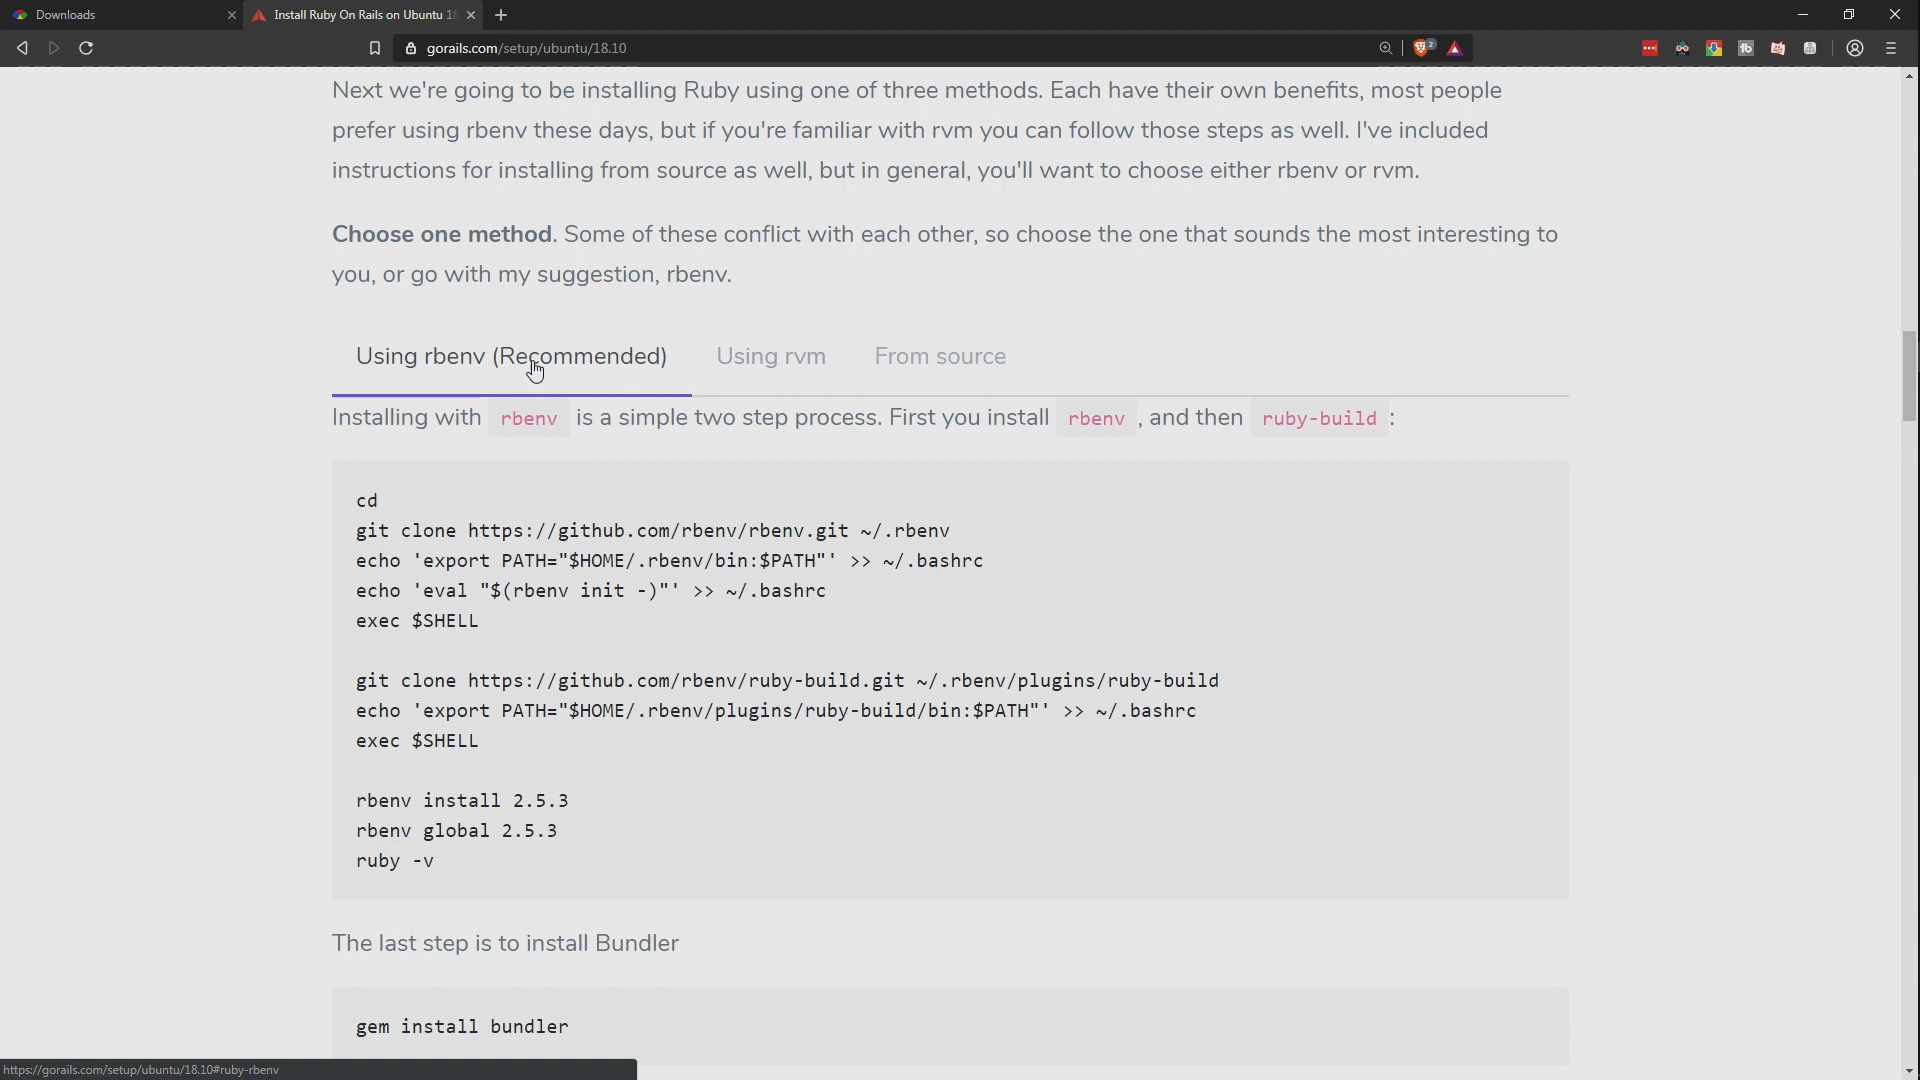 Downloads
Install Ruby On Rails on Ubuntu 18
gorails.com/setup/ubuntu/18.10
2
Next we're going to be installing Ruby using one of three methods. Each have their own benefits, most people
prefer using rbenv these days, but if you're familiar with rvm you can follow those steps as well. I've included
instructions for installing from source as well, but in general, you'll want to choose either rbenv or rvm.
Choose one method. Some of these conflict with each other, so choose the one that sounds the most interesting to
you, or go with my suggestion, rbenv.
Using rbenv (Recommended) Using rvm From source
Installing with rbenv is a simple two step process. First you install rbenv , and then ruby-build :
cd
git clone https://github.com/rbenv/rbenv.git ~/.rbenv
echo 'export PATH="$HOME/.rbenv/bin:$PATH"' >> ~/.bashrc
echo 'eval "$(rbenv init -)"' >> ~/.bashrc
exec $SHELL
git clone https://github.com/rbenv/ruby-build.git ~/.rbenv/plugins/ruby-build
echo 'export PATH="$HOME/.rbenv/plugins/ruby-build/bin:$PATH"' >> ~/.bashrc
exec $SHELL
rbenv install 2.5.3
rbenv global 2.5.3
ruby -v
The last step is to install Bundler
gem install bundler
https://gorails.com/setup/ubuntu/18.10#ruby-rbenv